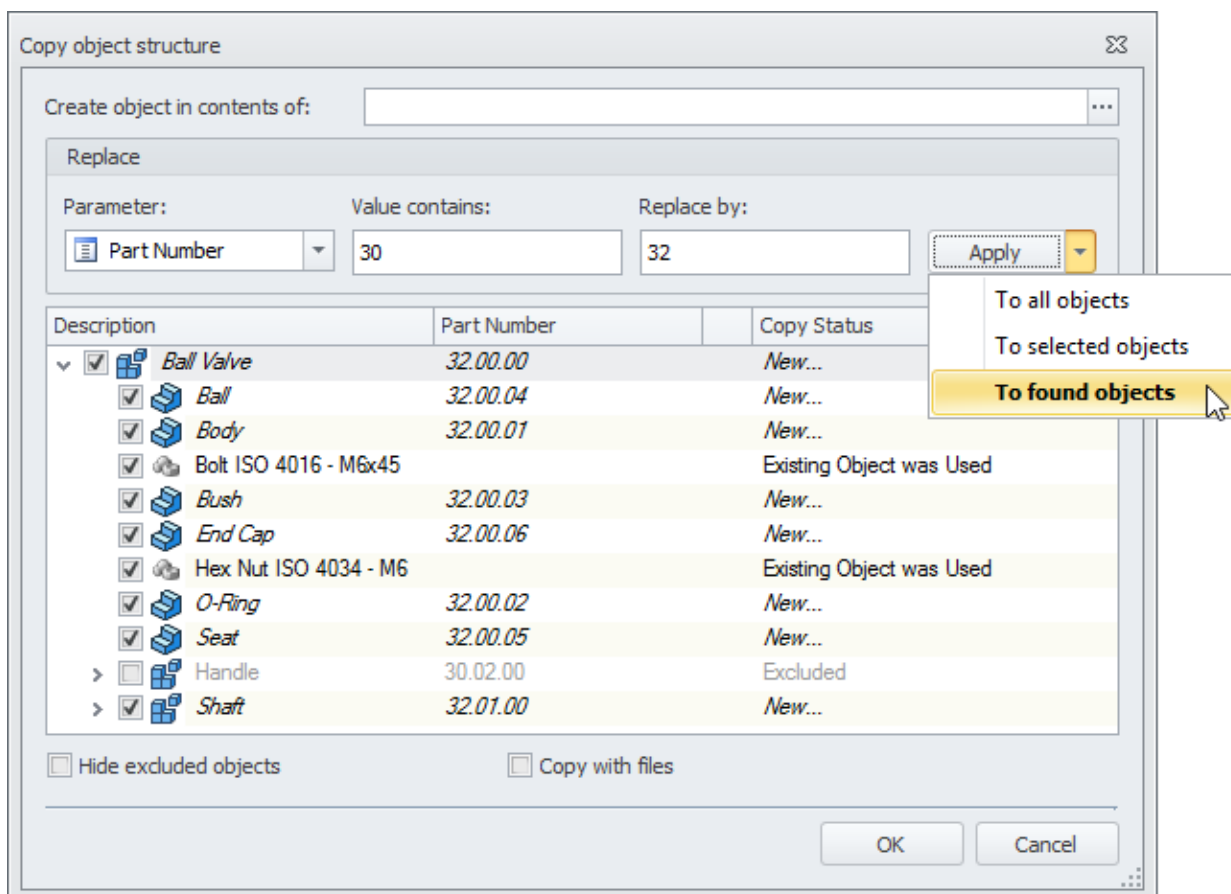 Copy object structure
Create object in contents of:
...
Replace
Parameter: Value contains: Replace by:
Part Number 30 32 Apply
To all objects
To selected objects
To found objects
Description Part Number Copy Status
Ball Valve 32.00.00 New...
Ball 32.00.04 New...
Body 32.00.01 New...
Bolt ISO 4016 - M6x45 Existing Object was Used
Bush 32.00.03 New...
End Cap 32.00.06 New...
Hex Nut ISO 4034 - M6 Existing Object was Used
O-Ring 32.00.02 New...
Seat 32.00.05 New...
Handle 30.02.00 Excluded
Shaft 32.01.00 New...
Hide excluded objects Copy with files
OK Cancel